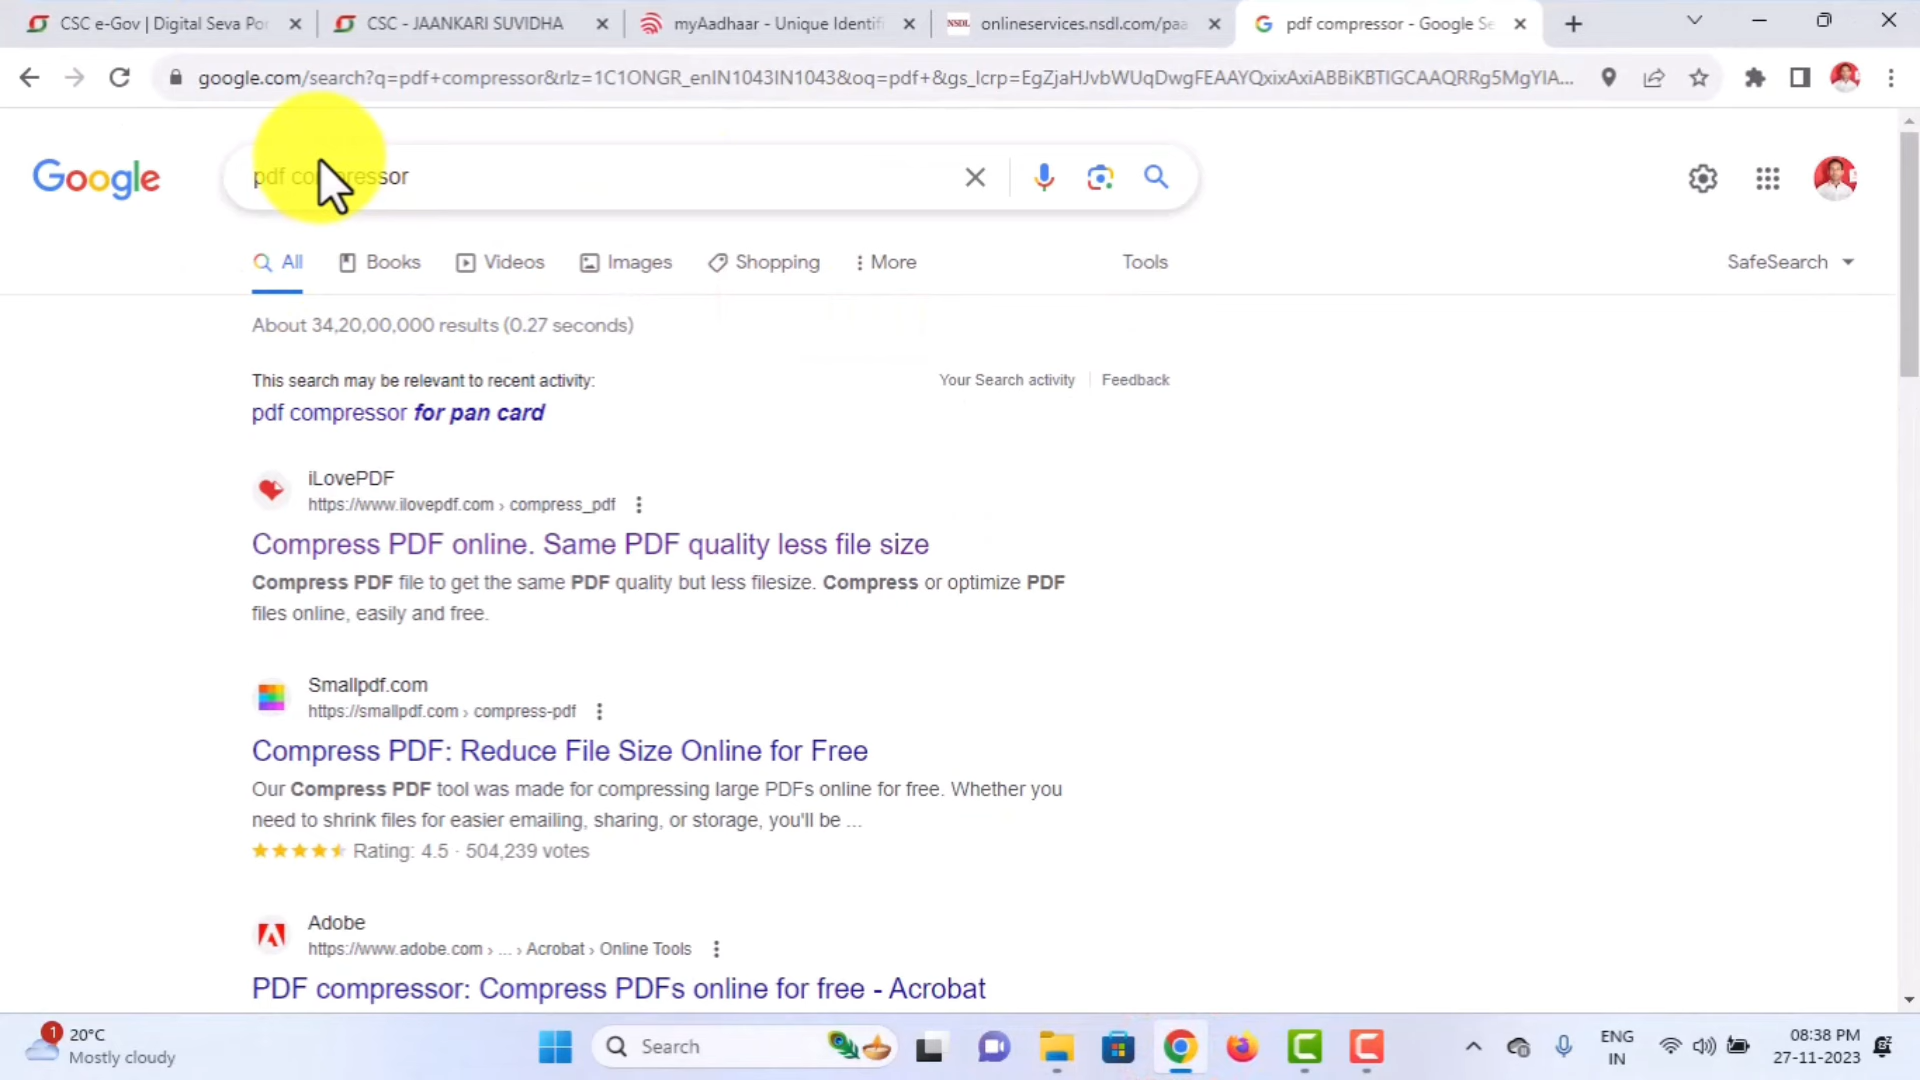 CSC e-Gov | Digital Seva Por
CSC - JAANKARI SUVIDHA
myAadhaar - Unique Identifi
NSDL onlineservices.nsdl.com/paa
pdf compressor - Google Se
google.com/search?q=pdf+compressor&rlz=1C1ONGR_enIN1043IN1043&oq=pdf+&gs_lcrp=EgZjaHJvbWUqDwgFEAAYQxixAxiABBiKBTIGCAAQRRg5MgYIA...
Google
pdf compressor
All Books Videos Images Shopping More Tools SafeSearch
About 34,20,00,000 results (0.27 seconds)
This search may be relevant to recent activity:
Your Search activity
Feedback
pdf compressor for pan card
iLovePDF
https://www.ilovepdf.com › compress_pdf
Compress PDF online. Same PDF quality less file size
Compress PDF file to get the same PDF quality but less filesize. Compress or optimize PDF
files online, easily and free.
Smallpdf.com
https://smallpdf.com › compress-pdf
Compress PDF: Reduce File Size Online for Free
Our Compress PDF tool was made for compressing large PDFs online for free. Whether you
need to shrink files for easier emailing, sharing, or storage, you'll be ...
Rating: 4.5 · 504,239 votes
Adobe
https://www.adobe.com › ... › Acrobat › Online Tools
PDF compressor: Compress PDFs online for free - Acrobat
1
20°C
Mostly cloudy
Search
ENG
IN
08:38 PM
27-11-2023